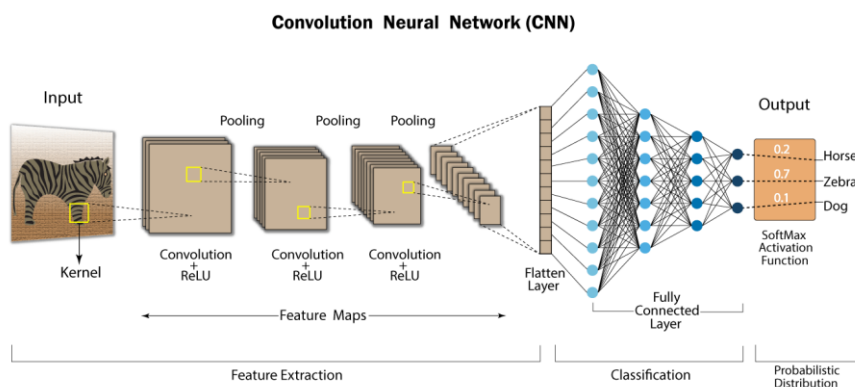 Convolution Neural Network (CNN)
Input
Pooling
Pooling
Pooling
Output
0.2
Horse
0.7
Zebra
0.1
Dog
SoftMax
Activation
Function
Kernel
Convolution
+
ReLU
Convolution
+
ReLU
Convolution
+
ReLU
Flatten
Layer
Feature Maps
Fully
Connected
Layer
Feature Extraction
Classification
Probabilistic
Distribution